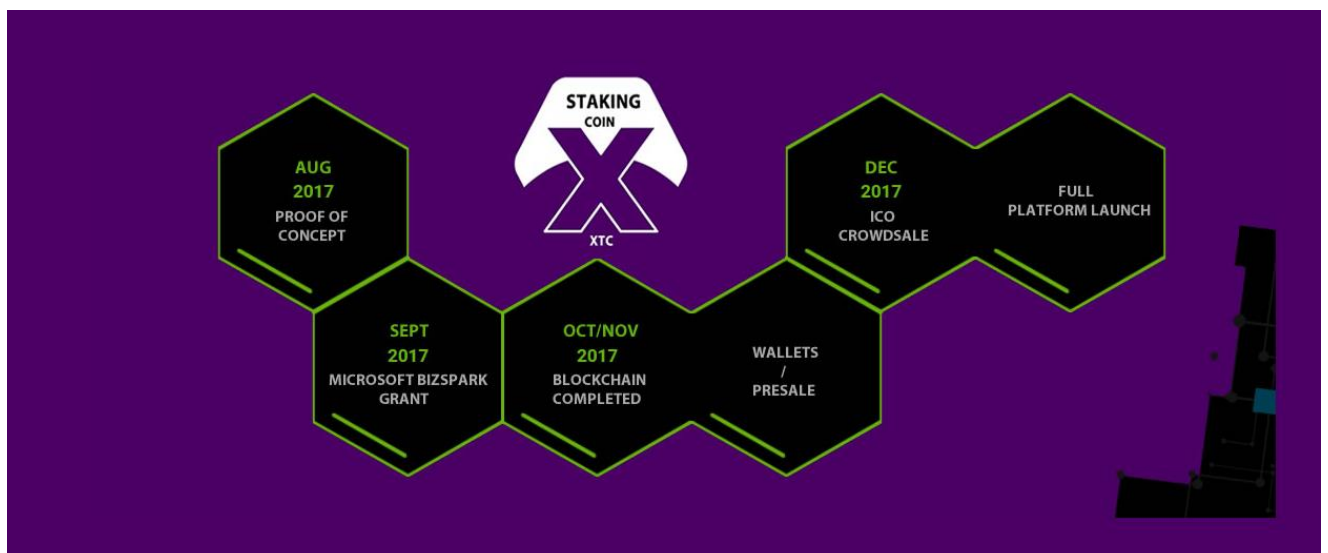 STAKING
COIN
X
XTC
AUG
2017
PROOF OF
CONCEPT
SEPT
2017
MICROSOFT BIZSPARK
GRANT
OCT/NOV
2017
BLOCKCHAIN
COMPLETED
WALLETS
/
PRESALE
DEC
2017
ICO
CROWDSALE
FULL
PLATFORM LAUNCH